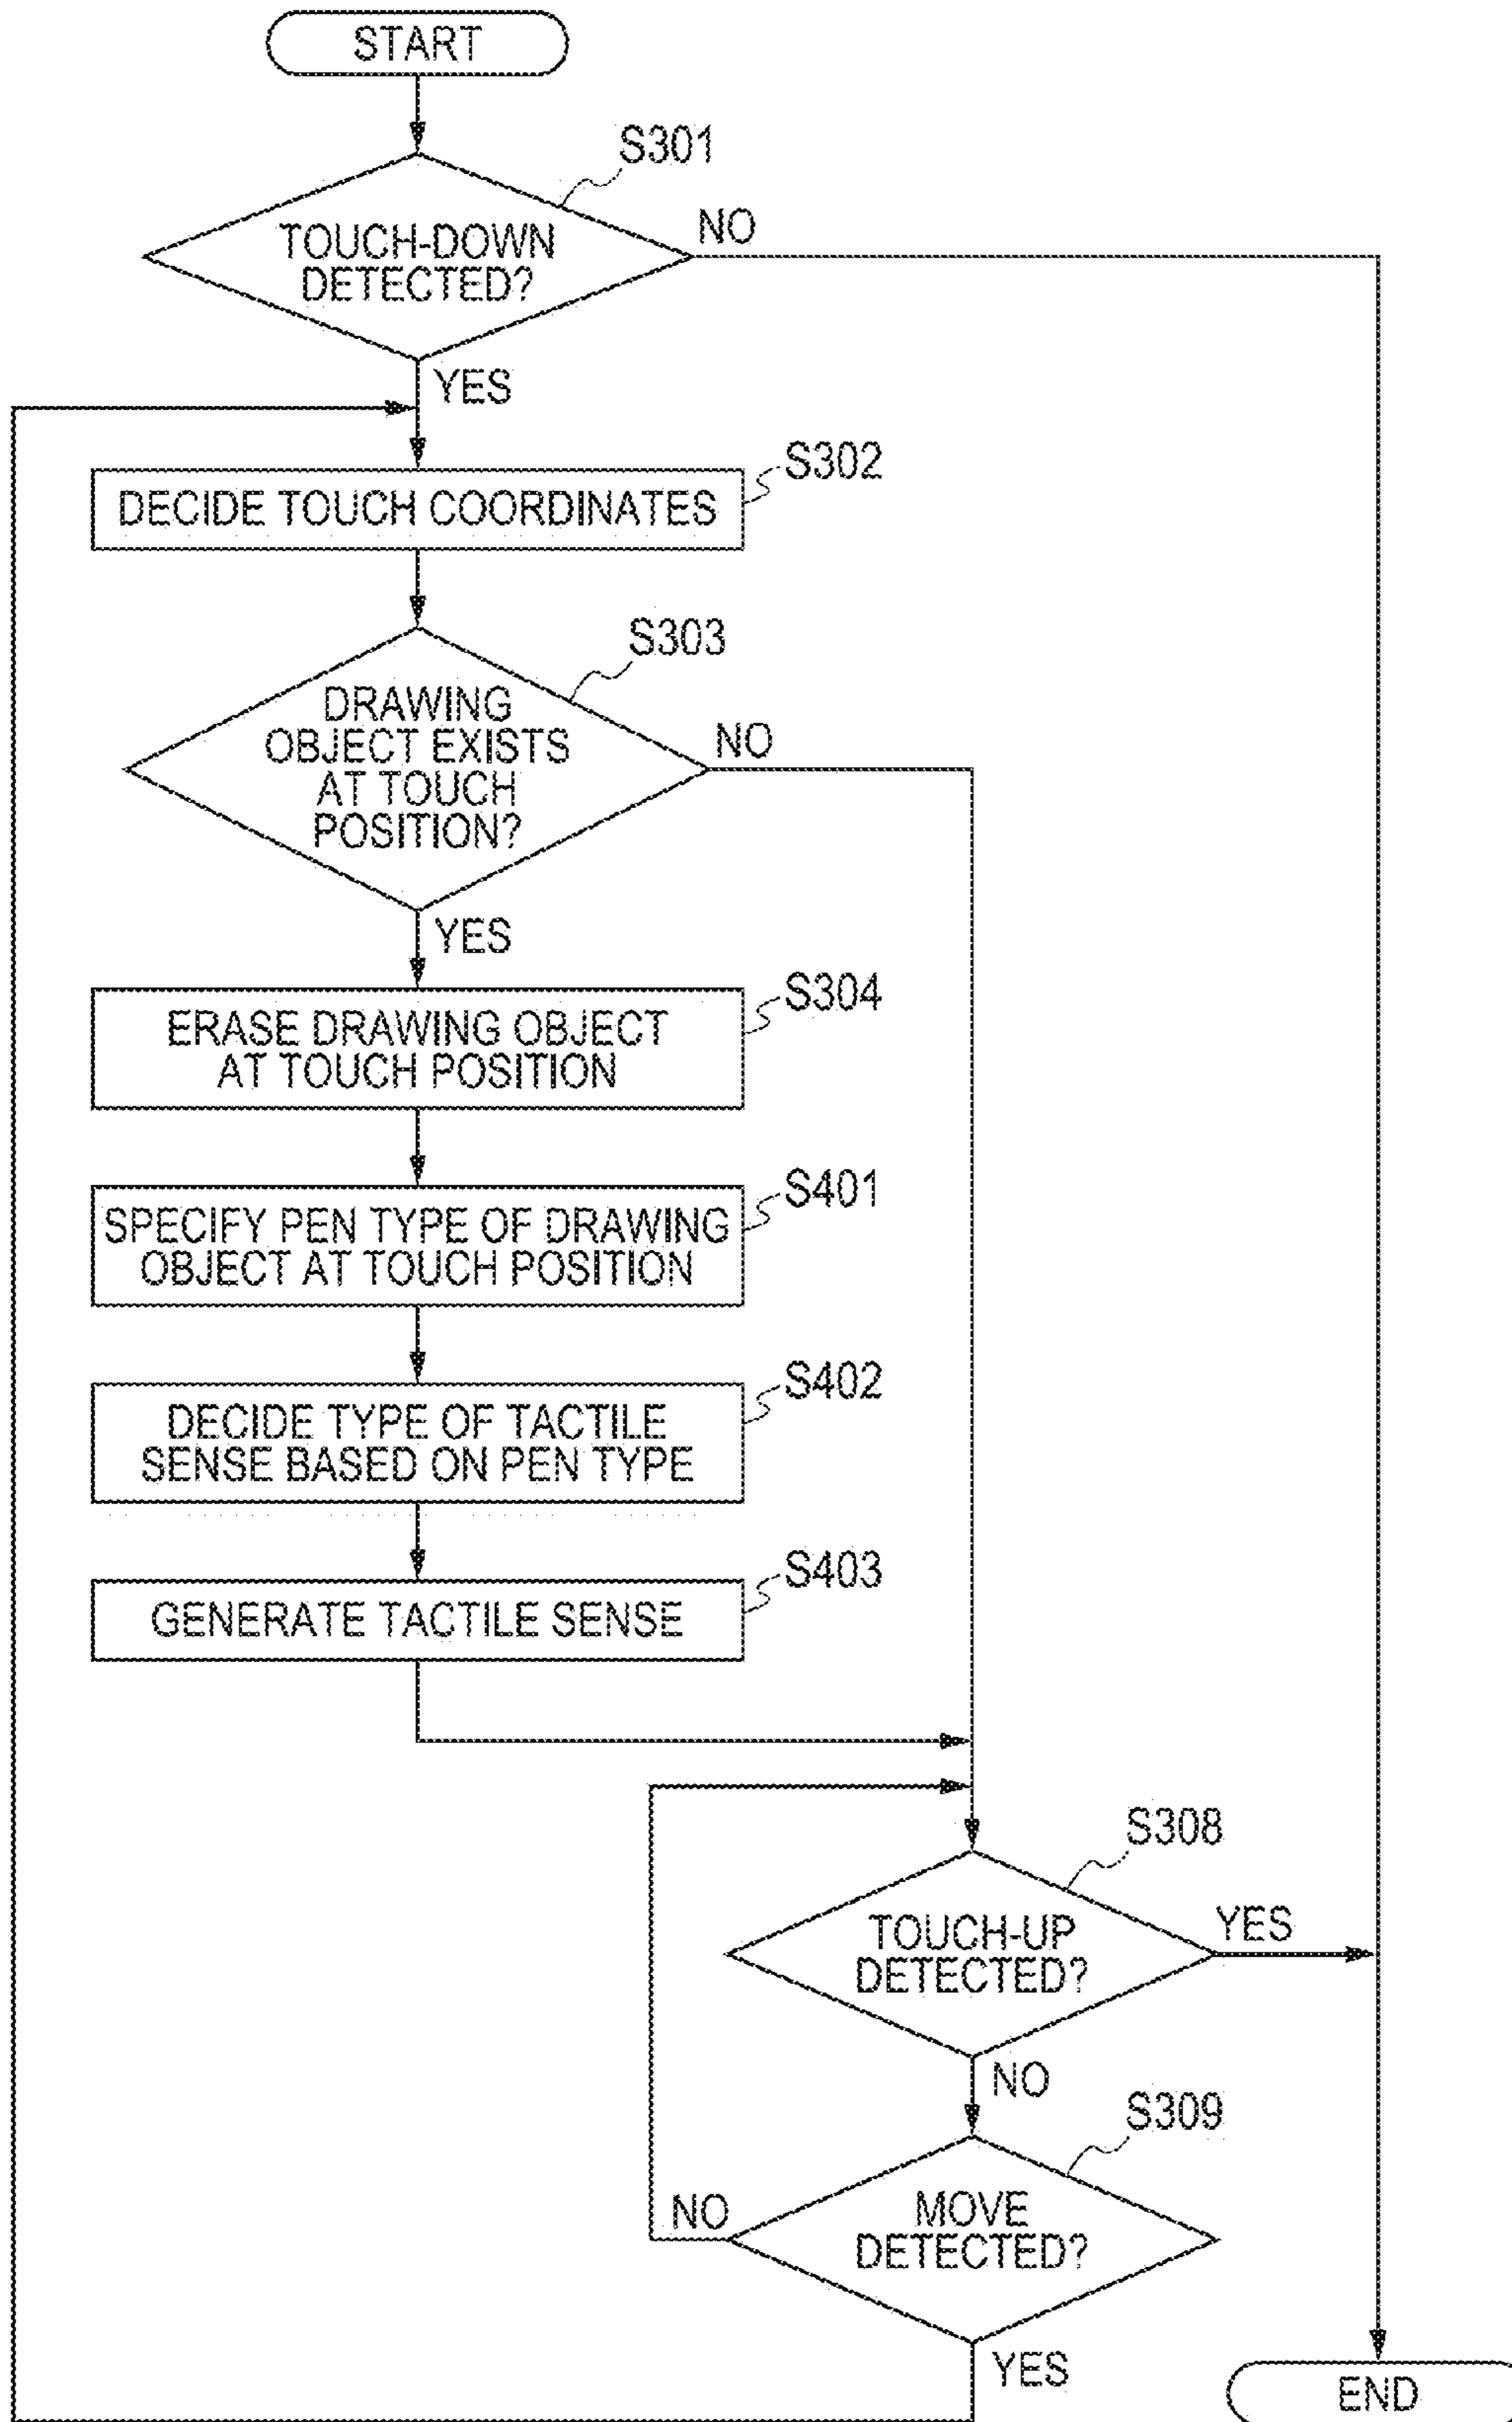 START
S301
TOUCH-DOWN
DETECTED?
NO
YES
S302
DECIDE TOUCH COORDINATES
S303
DRAWING
OBJECT EXISTS
AT TOUCH
POSITION?
NO
YES
S304
ERASE DRAWING OBJECT
AT TOUCH POSITION
S401
SPECIFY PEN TYPE OF DRAWING
OBJECT AT TOUCH POSITION
S402
DECIDE TYPE OF TACTILE
SENSE BASED ON PEN TYPE
S403
GENERATE TACTILE SENSE
S308
TOUCH-UP
DETECTED?
YES
NO
S309
MOVE
DETECTED?
NO
YES
END